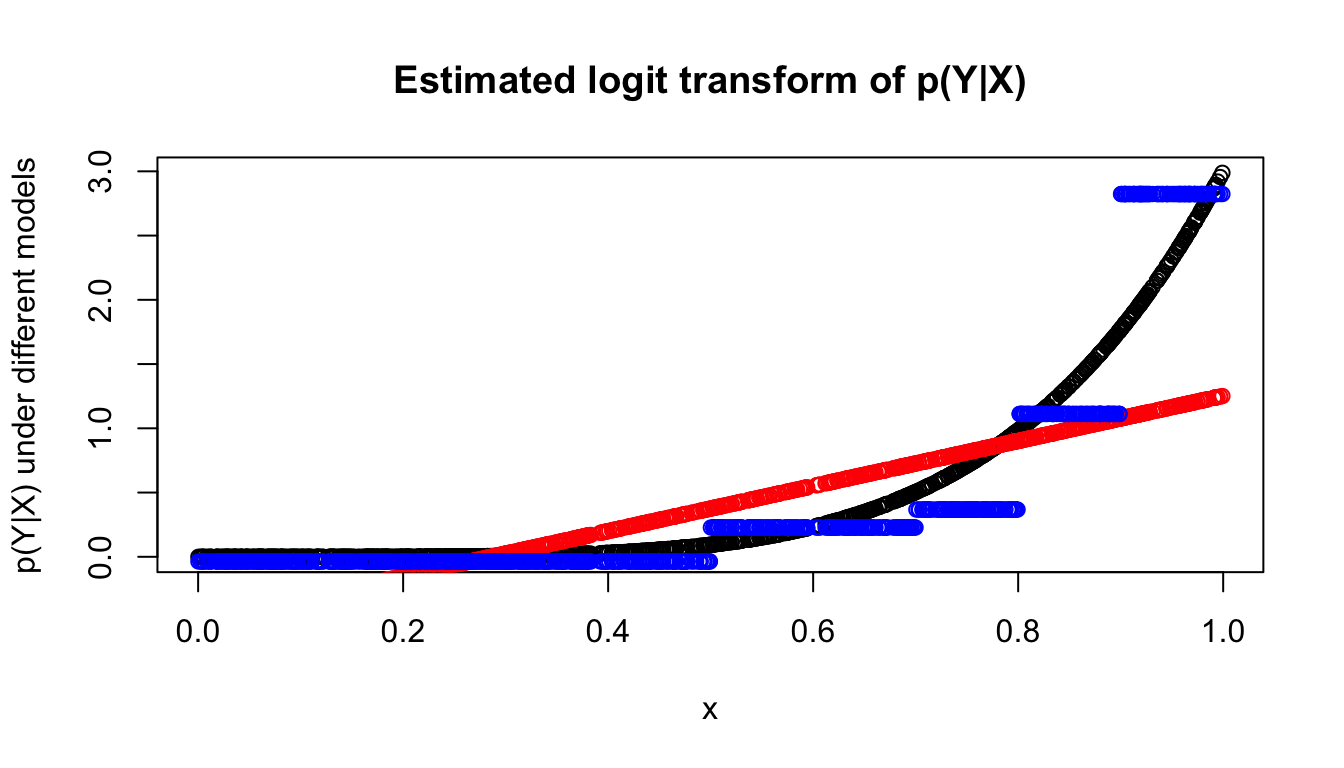 Estimated logit transform of p(Y|X)
p(Y|X) under different models
3.0
2.0
1.0
0.0
0.0 0.2 0.4 0.6 0.8 1.0
x